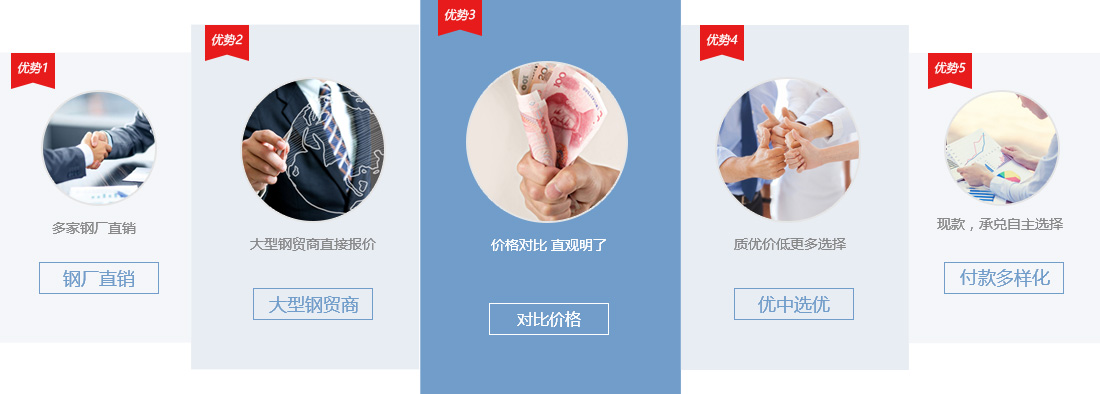 优势1
多家钢厂直销
钢厂直销
优势2
大型钢贸商直接报价
大型钢贸商
优势3
价格对比 直观明了
对比价格
优势4
质优价低更多选择
优中选优
优势5
现款，承兑自主选择
付款多样化